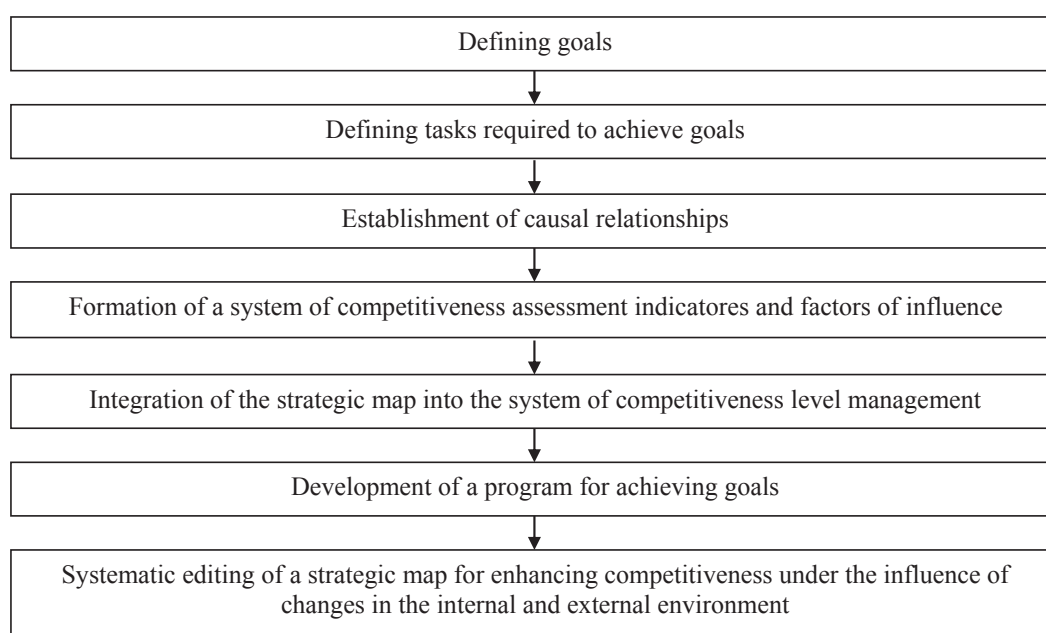 Defining goals
Defining tasks required to achieve goals
Establishment of causal relationships
Formation of a system of competitiveness assessment indicatores and factors of influence
Integration of the strategic map into the system of competitiveness level management
Development of a program for achieving goals
Systematic editing of a strategic map for enhancing competitiveness under the influence of
changes in the internal and external environment